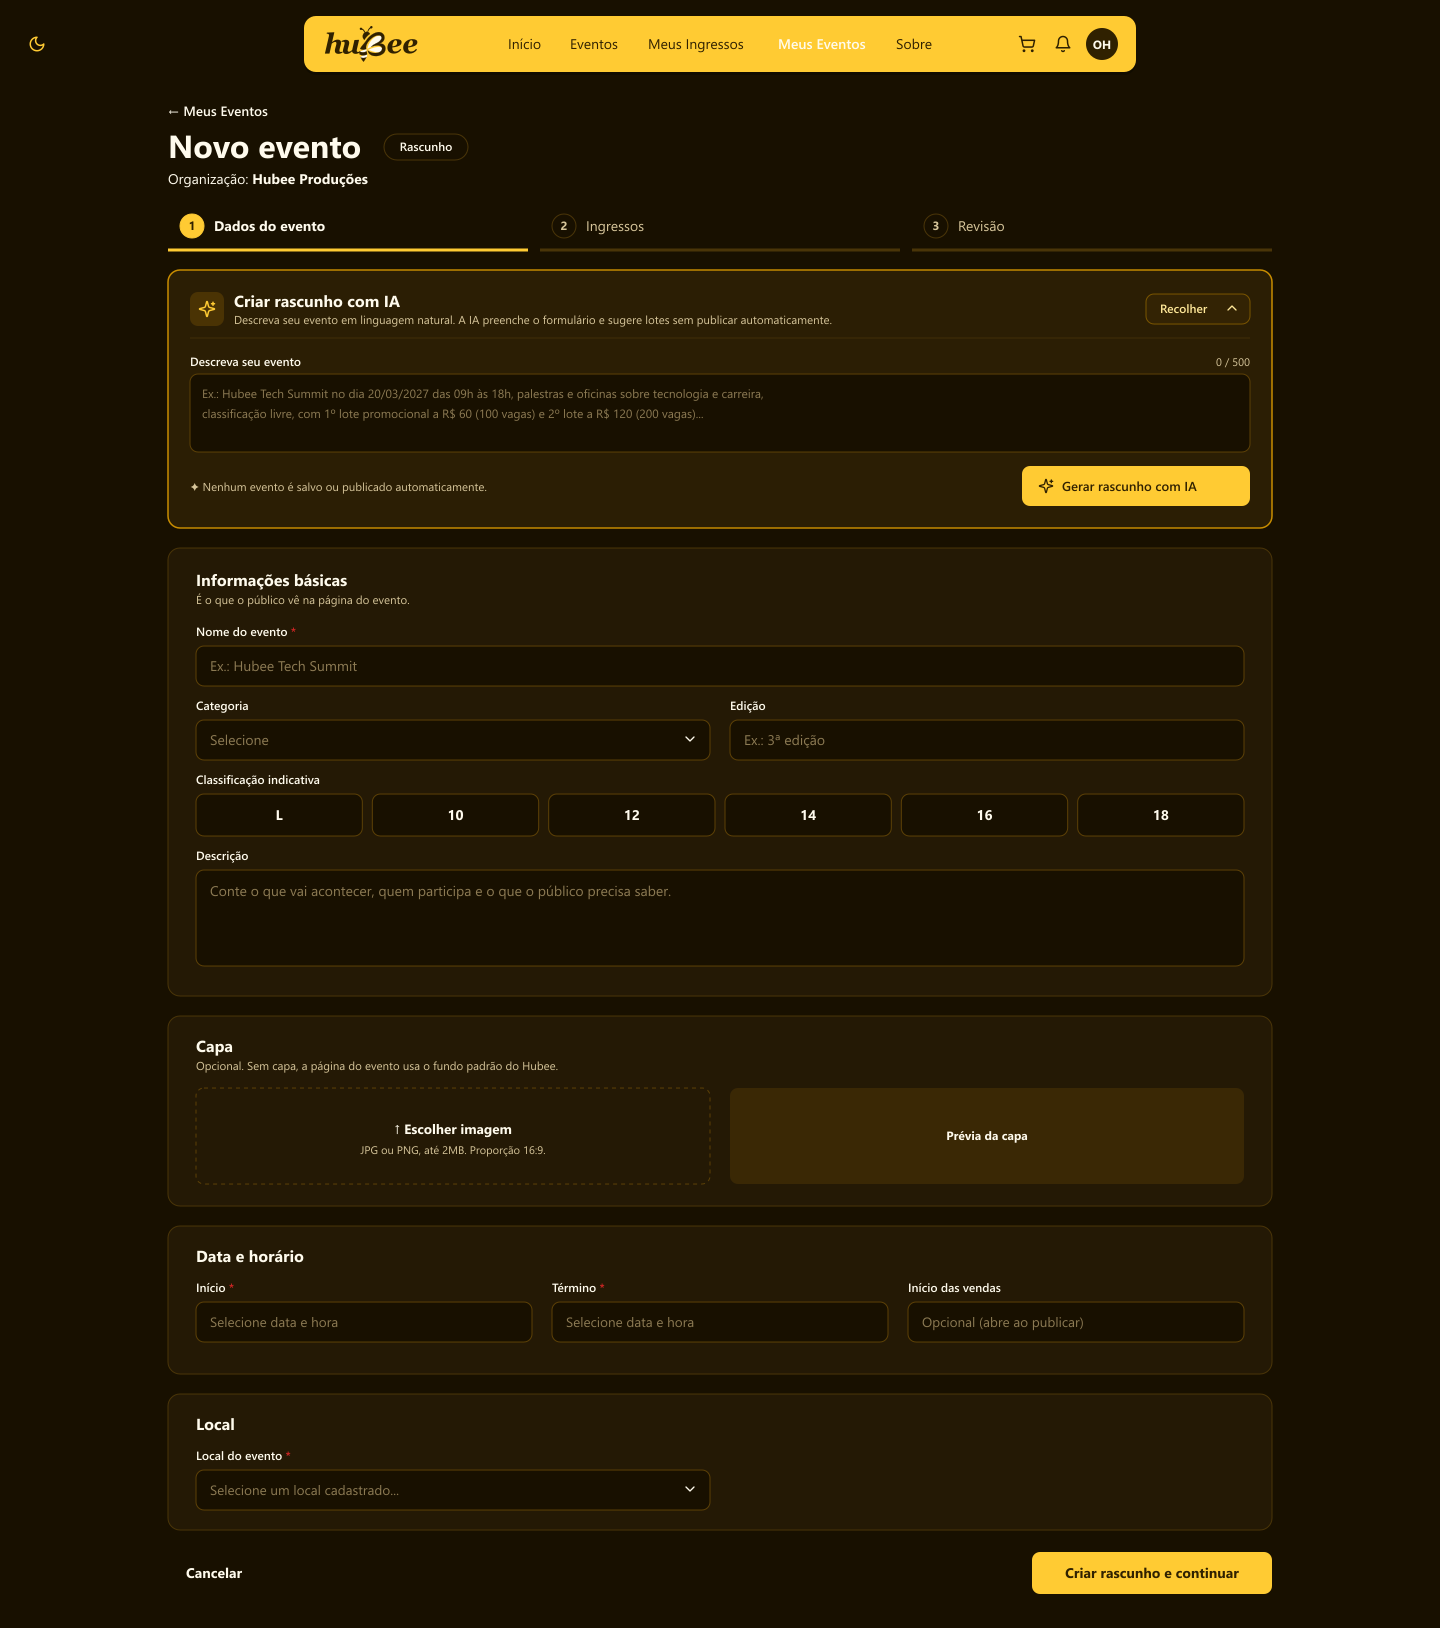 huBee
Início
Eventos
Meus Ingressos
Meus Eventos
Sobre
OH
← Meus Eventos
Novo evento
Rascunho
Organização: Hubee Produções
1 Dados do evento
2 Ingressos
3 Revisão
Criar rascunho com IA
Descreva seu evento em linguagem natural. A IA preenche o formulário e sugere lotes sem publicar automaticamente.
Recolher
Descreva seu evento
0 / 500
Ex.: Hubee Tech Summit no dia 20/03/2027 das 09h às 18h, palestras e oficinas sobre tecnologia e carreira,
classificação livre, com 1º lote promocional a R$ 60 (100 vagas) e 2º lote a R$ 120 (200 vagas)...
✦ Nenhum evento é salvo ou publicado automaticamente.
Gerar rascunho com IA
Informações básicas
É o que o público vê na página do evento.
Nome do evento *
Ex.: Hubee Tech Summit
Categoria
Edição
Selecione
Ex.: 3ª edição
Classificação indicativa
L
10
12
14
16
18
Descrição
Conte o que vai acontecer, quem participa e o que o público precisa saber.
Capa
Opcional. Sem capa, a página do evento usa o fundo padrão do Hubee.
↑ Escolher imagem
JPG ou PNG, até 2MB. Proporção 16:9.
Prévia da capa
Data e horário
Início *
Término *
Início das vendas
Selecione data e hora
Selecione data e hora
Opcional (abre ao publicar)
Local
Local do evento *
Selecione um local cadastrado...
Cancelar
Criar rascunho e continuar